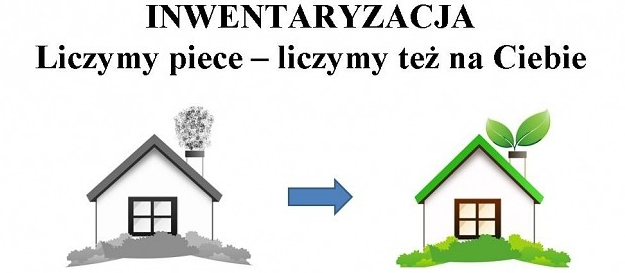 INWENTARYZACJA
Liczymy piece – liczymy też na Ciebie